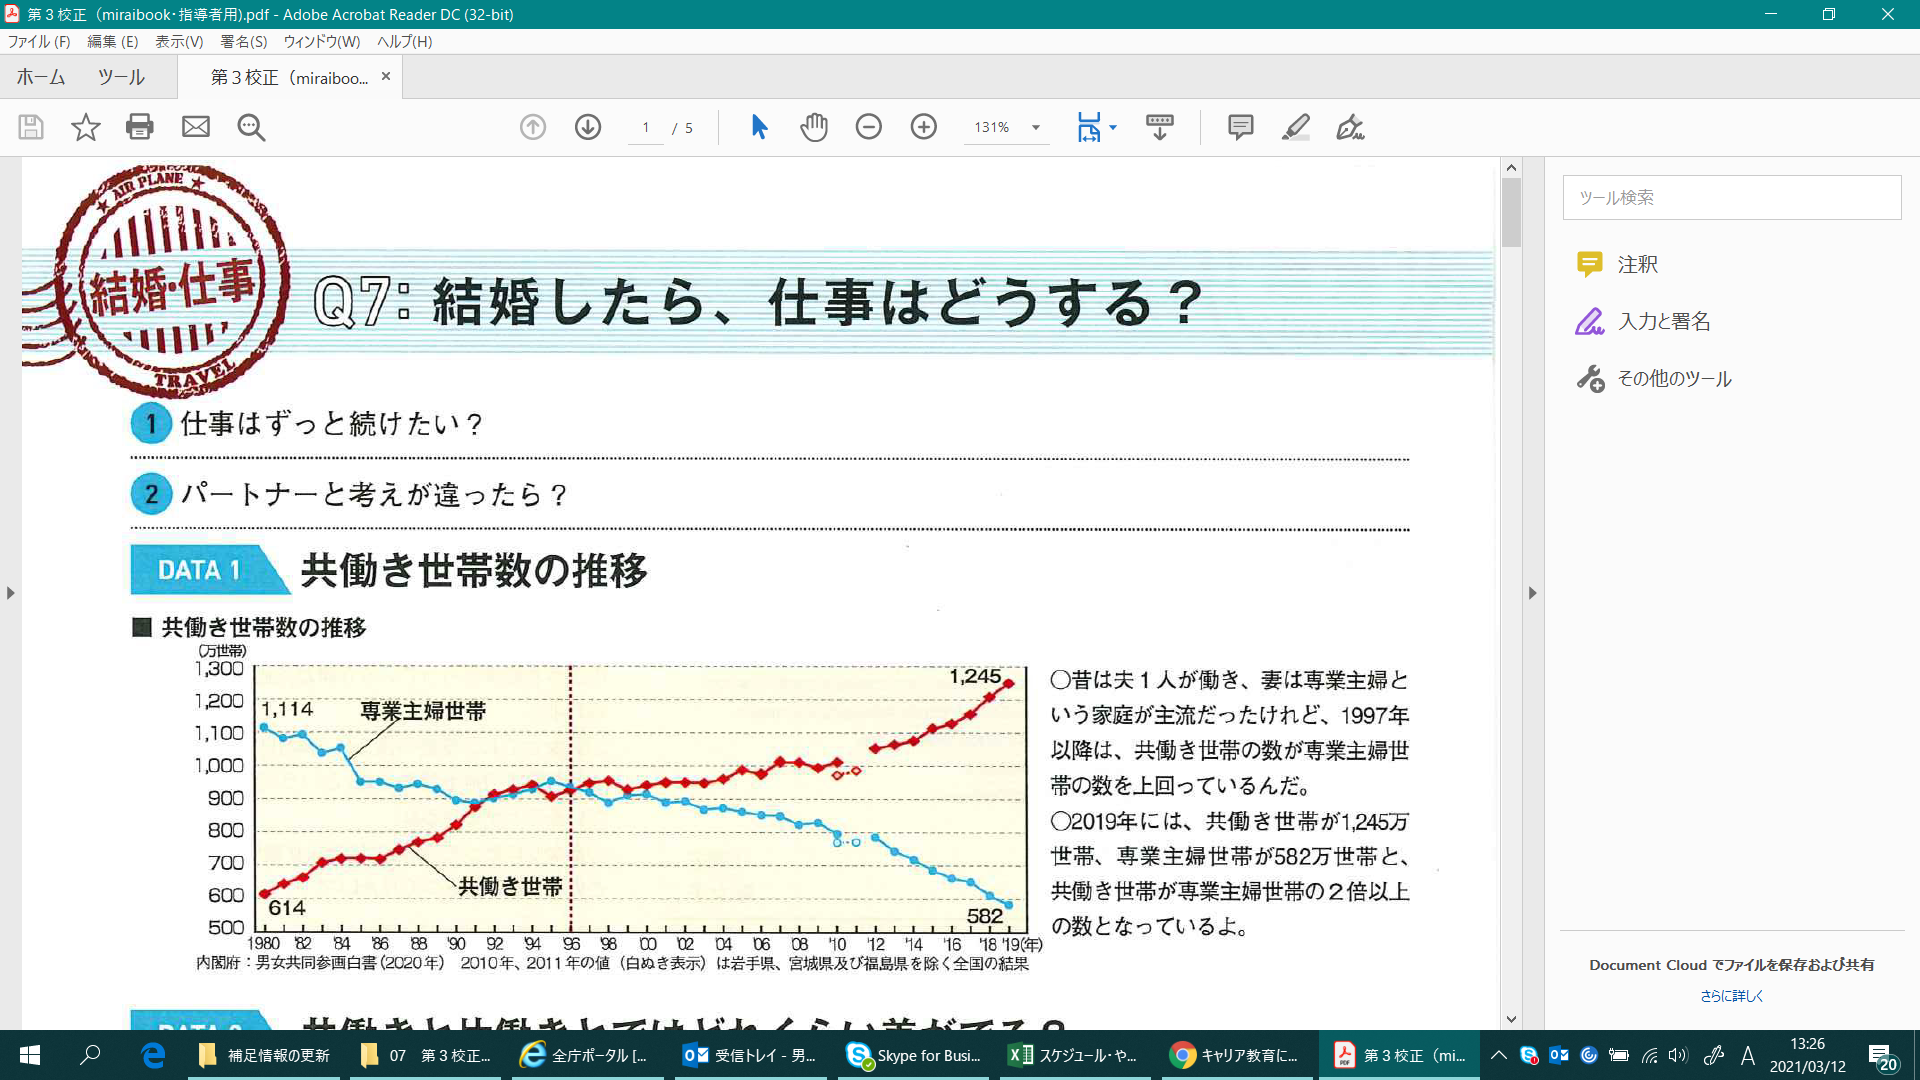 第３校正（miraibook･指導者用).pdf - Adobe Acrobat Reader DC (32-bit)
ファイル(F) 編集(E) 表示(V) 署名(S) ウィンドウ(W) ヘルプ(H)
ホーム ツール 第３校正（miraiboo... ×
1 / 5 131%
ツール検索
注釈
入力と署名
その他のツール
Document Cloud でファイルを保存および共有
さらに詳しく
AIR PLANE
結婚･仕事
TRAVEL
Q7: 結婚したら、仕事はどうする？
1 仕事はずっと続けたい？
2 パートナーと考えが違ったら？
DATA 1 共働き世帯数の推移
■ 共働き世帯数の推移
(万世帯)
1,300
1,200
1,100
1,000
900
800
700
600
500
1,114
専業主婦世帯
1,245
共働き世帯
614
582
1980 '82 '84 '86 '88 '90 '92 '94 '96 '98 '00 '02 '04 '06 '08 '10 '12 '14 '16 '18 '19(年)
内閣府：男女共同参画白書(2020年) 2010年、2011年の値（白ぬき表示）は岩手県、宮城県及び福島県を除く全国の結果
○昔は夫１人が働き、妻は専業主婦と
いう家庭が主流だったけれど、1997年
以降は、共働き世帯の数が専業主婦世
帯の数を上回っているんだ。
○2019年には、共働き世帯が1,245万
世帯、専業主婦世帯が582万世帯と、
共働き世帯が専業主婦世帯の２倍以上
の数となっているよ。
補足情報の更新
07 第３校正...
全庁ポータル [...
受信トレイ - 男...
Skype for Busi...
スケジュール･や...
キャリア教育に...
第３校正（mi...
A
13:26
2021/03/12
20